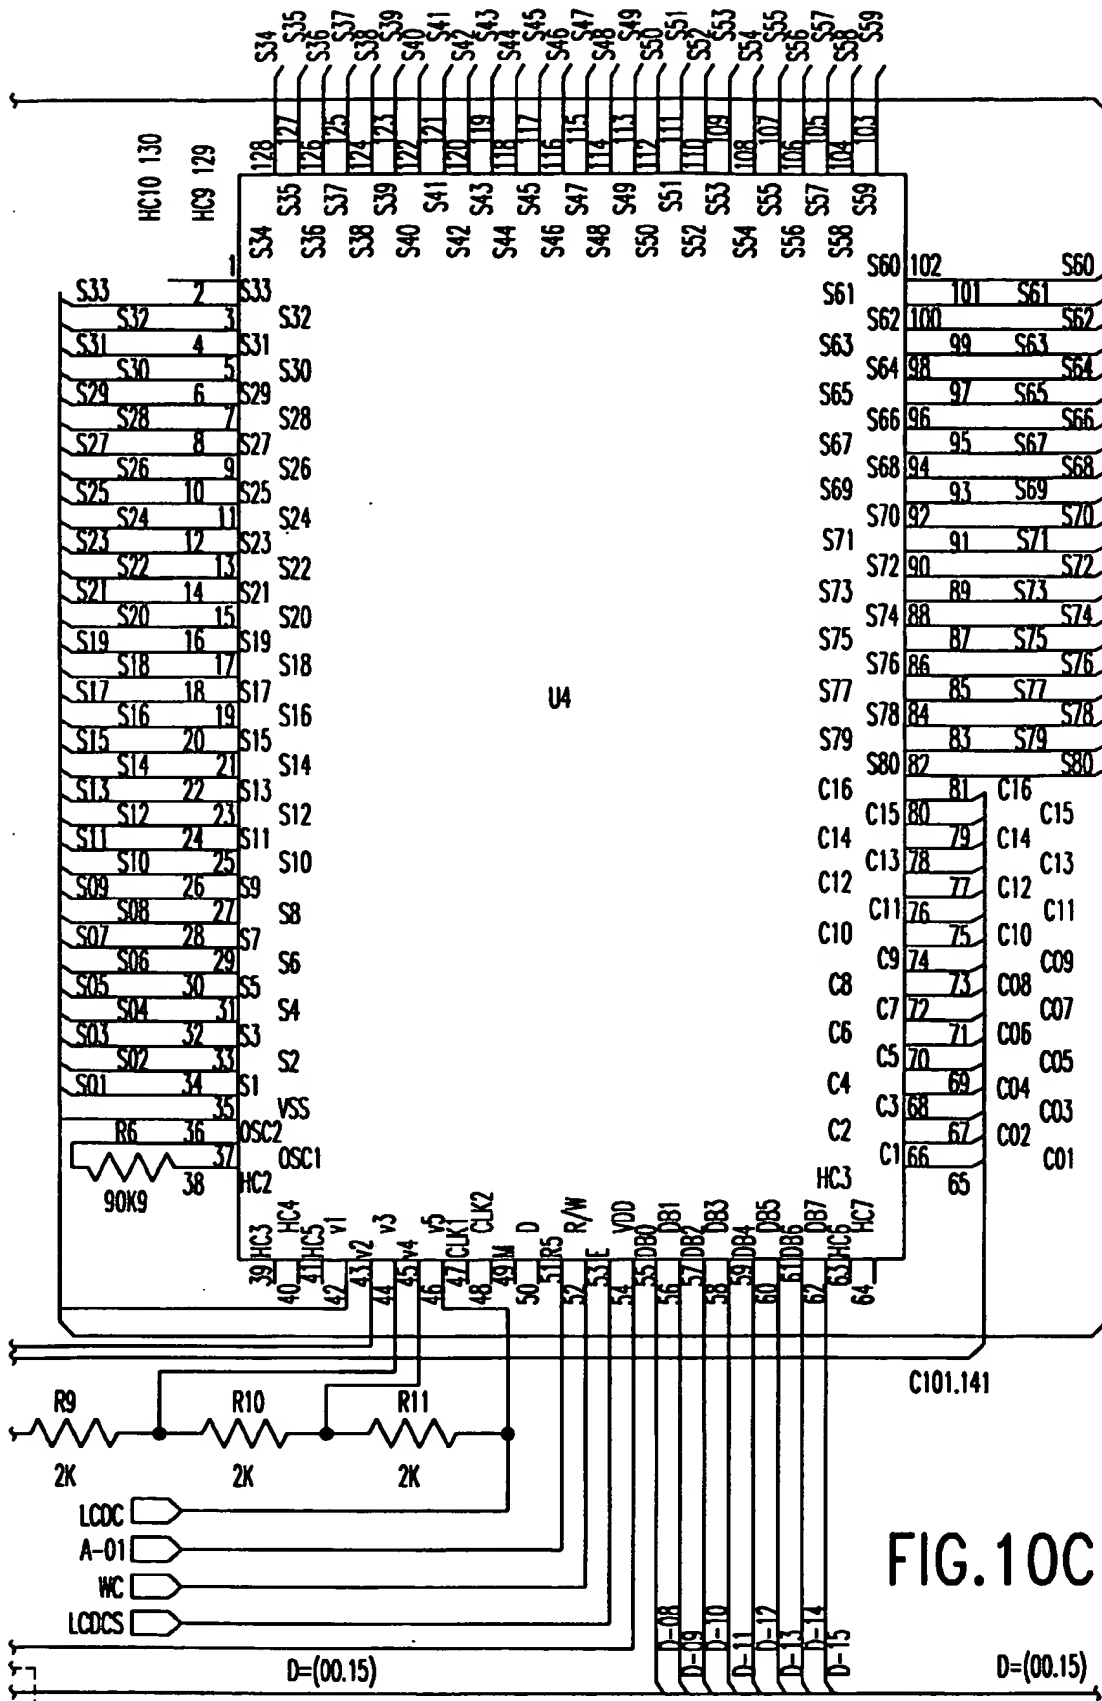 S34 S35 S36 S37 S38 S39 S40 S41 S42 S43 S44 S45 S46 S47 S48 S49 S50 S51 S52 S53 S54 S55 S56 S57 S58 S59
HC10 130 HC9 129 128 127 126 125 124 123 122 121 120 119 118 117 116 115 114 113 112 111 110 109 108 107 106 105 104 103
S34 S35 S36 S37 S38 S39 S40 S41 S42 S43 S44 S45 S46 S47 S48 S49 S50 S51 S52 S53 S54 S55 S56 S57 S58 S59
1 S60 102 S60
S33 2 S33 S61 101 S61
S32 3 S32 S62 100 S62
S31 4 S31 S63 99 S63
S30 5 S30 S64 98 S64
S29 6 S29 S65 97 S65
S28 7 S28 S66 96 S66
S27 8 S27 S67 95 S67
S26 9 S26 S68 94 S68
S25 10 S25 S69 93 S69
S24 11 S24 S70 92 S70
S23 12 S23 S71 91 S71
S22 13 S22 S72 90 S72
S21 14 S21 S73 89 S73
S20 15 S20 S74 88 S74
S19 16 S19 S75 87 S75
S18 17 S18 S76 86 S76
S17 18 S17 U4 S77 85 S77
S16 19 S16 S78 84 S78
S15 20 S15 S79 83 S79
S14 21 S14 S80 82 S80
S13 22 S13 C16 81 C16
S12 23 S12 C15 80 C15
S11 24 S11 C14 79 C14
S10 25 S10 C13 78 C13
S09 26 S9 C12 77 C12
S08 27 S8 C11 76 C11
S07 28 S7 C10 75 C10
S06 29 S6 C9 74 C09
S05 30 S5 C8 73 C08
S04 31 S4 C7 72 C07
S03 32 S3 C6 71 C06
S02 33 S2 C5 70 C05
S01 34 S1 C4 69 C04
35 VSS C3 68 C03
R6 36 OSC2 C2 67 C02
37 OSC1 C1 66 C01
90K9 38 HC2 HC3 65
HC3 HC4 HC5 V1 V2 V3 V4 V5 CLK1 CLK2 M D R5 R/W E VDD DB0 DB1 DB2 DB3 DB4 DB5 DB6 DB7 HC6 HC7
39 40 41 42 43 44 45 46 47 48 49 50 51 52 53 54 55 56 57 58 59 60 61 62 63 64
C101.141
R9 R10 R11
2K 2K 2K
LCDC
A-01
WC
LCDCS
FIG.10C
D-08 D-09 D-10 D-11 D-12 D-13 D-14 D-15
D=(00.15) D=(00.15)